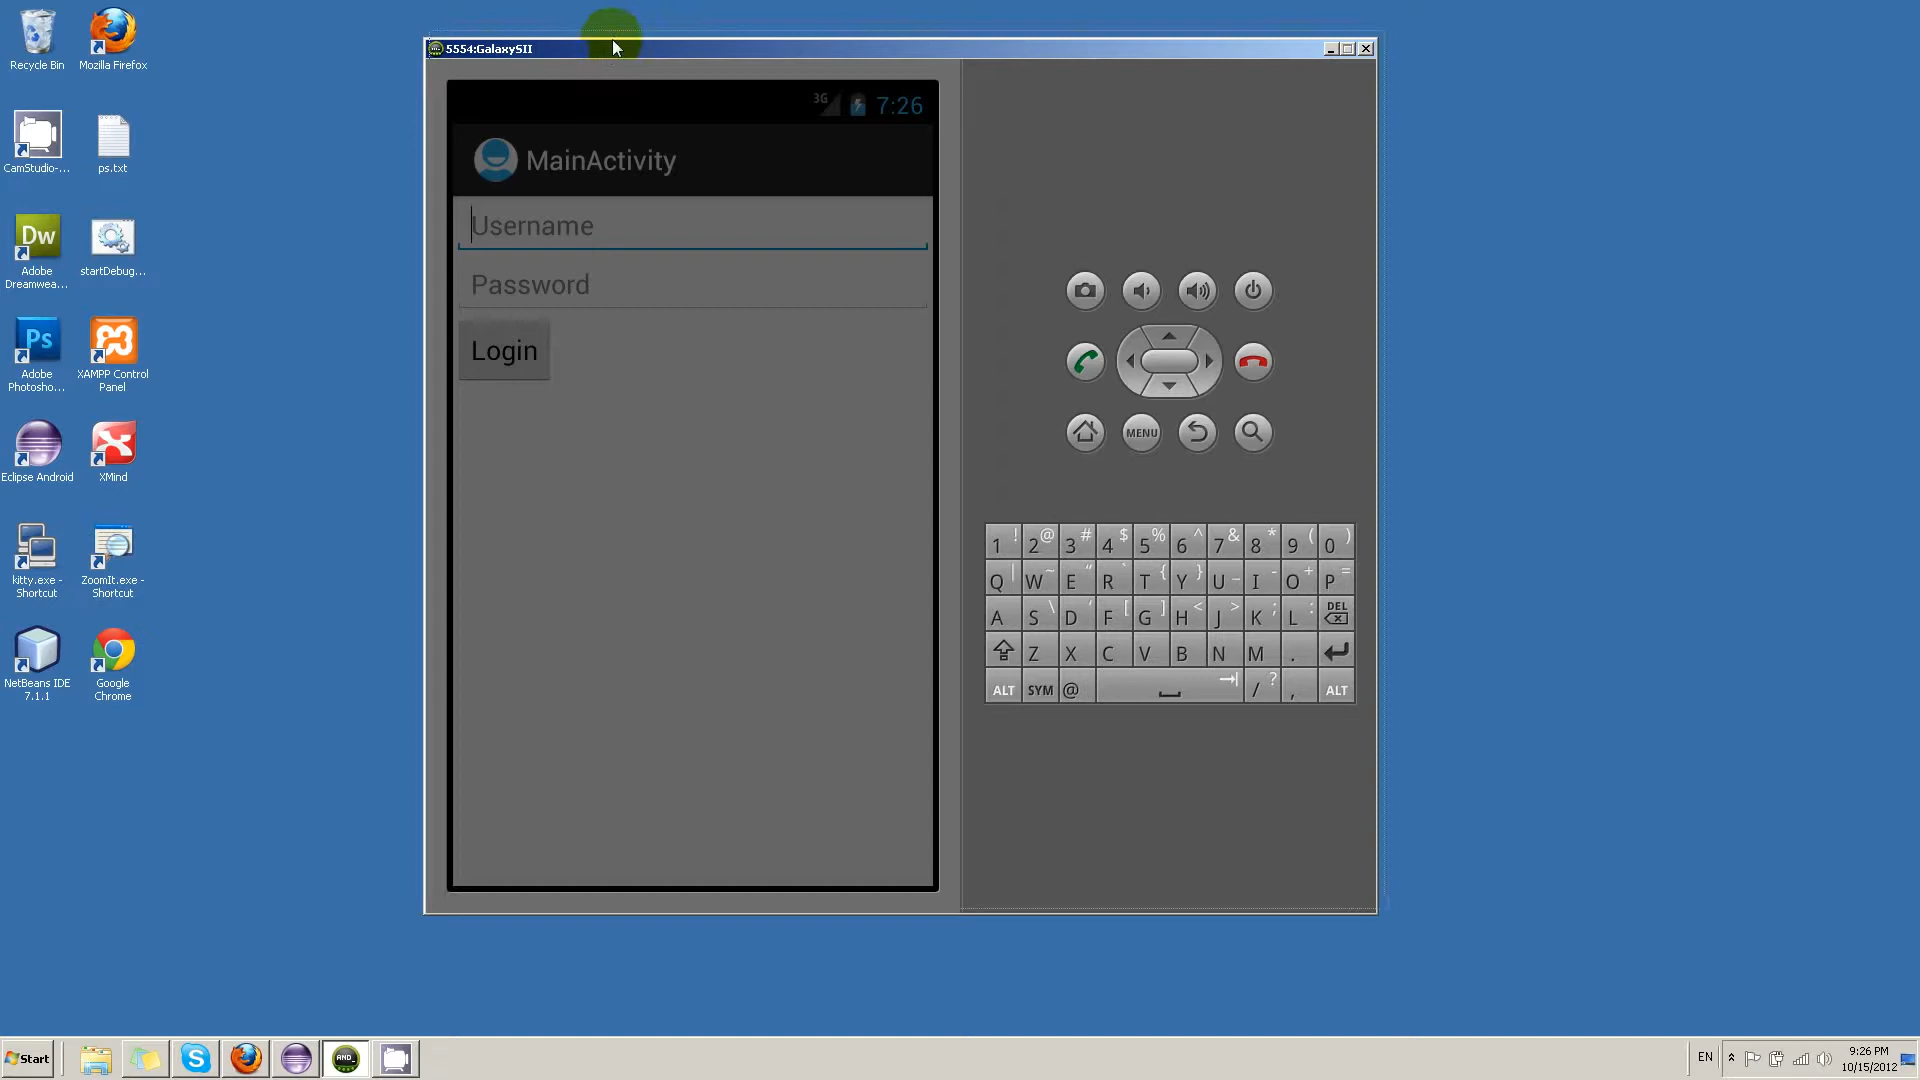 Recycle Bin
Mozilla Firefox
CamStudio-...
ps.txt
Dw
Adobe
Dreamwea...
startDebug...
Ps
Adobe
Photosho...
XAMPP Control
Panel
Eclipse Android
XMind
kitty.exe -
Shortcut
ZoomIt.exe -
Shortcut
NetBeans IDE
7.1.1
Google
Chrome
5554:GalaxySII
3G 7:26
MainActivity
Username
Password
Login
MENU
1 ! 2 @ 3 # 4 $ 5 % 6 ^ 7 & 8 * 9 ( 0 )
Q | W ~ E " R ` T { Y } U _ I - O + P =
A S \ D ' F [ G ] H < J > K ; L : DEL
Z X C V B N M .
ALT SYM @ / ? , ALT
Start
AND_
EN
9:26 PM
10/15/2012